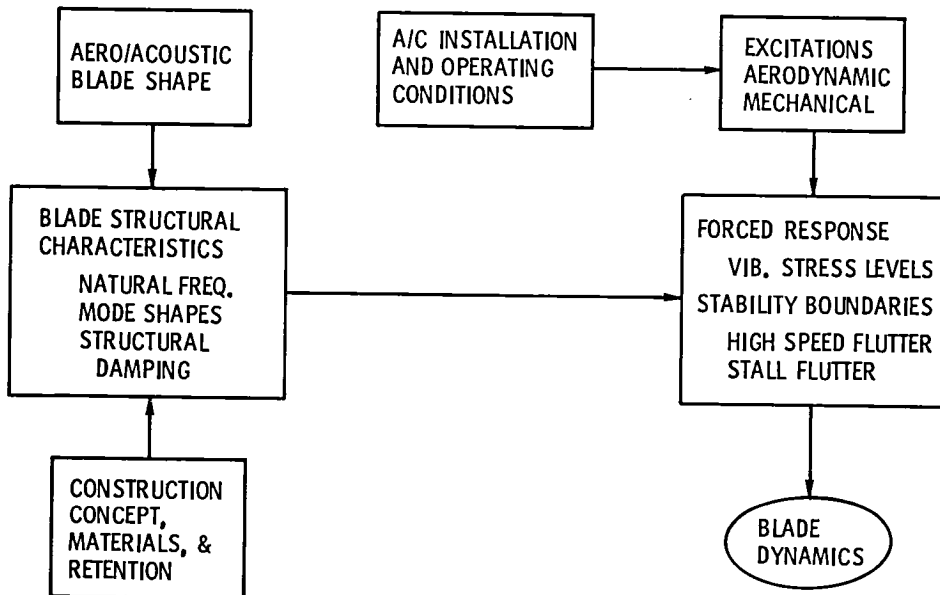 AERO/ACOUSTIC
BLADE SHAPE
A/C INSTALLATION
AND OPERATING
CONDITIONS
EXCITATIONS
AERODYNAMIC
MECHANICAL
BLADE STRUCTURAL
CHARACTERISTICS
NATURAL FREQ.
MODE SHAPES
STRUCTURAL
DAMPING
FORCED RESPONSE
VIB. STRESS LEVELS
STABILITY BOUNDARIES
HIGH SPEED FLUTTER
STALL FLUTTER
CONSTRUCTION
CONCEPT,
MATERIALS, &
RETENTION
BLADE
DYNAMICS